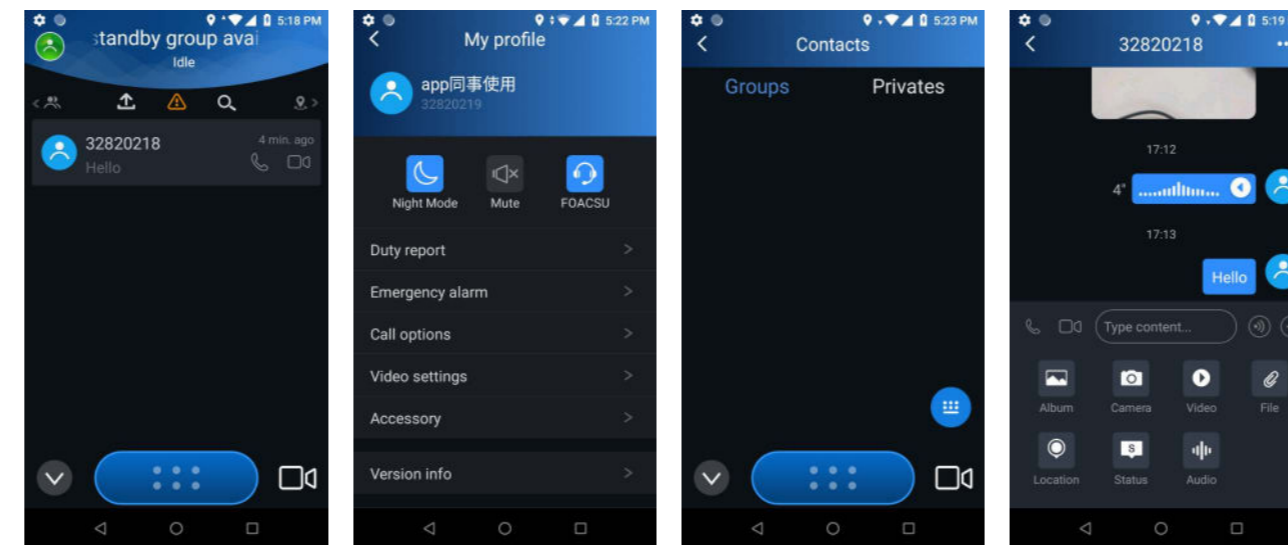 5:18 PM
standby group avai
Idle
32820218
4 min. ago
Hello
5:22 PM
My profile
app同事使用
32820219
Night Mode
Mute
FOACSU
Duty report
Emergency alarm
Call options
Video settings
Accessory
Version info
5:23 PM
Contacts
Groups
Privates
5:19
32820218
17:12
4"
17:13
Hello
Type content...
Album
Camera
Video
File
Location
S
Status
Audio